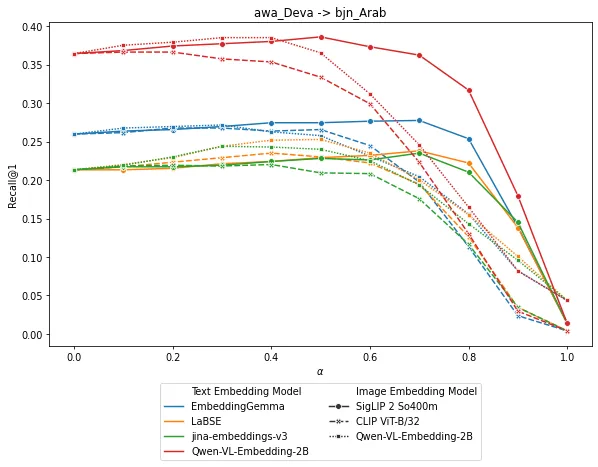 awa_Deva -> bjn_Arab
0.40
0.35
0.30
0.25
0.20
0.15
0.10
0.05
0.00
Recall@1
0.0 0.2 0.4 0.6 0.8 1.0
α
Text Embedding Model
EmbeddingGemma
LaBSE
jina-embeddings-v3
Qwen-VL-Embedding-2B
Image Embedding Model
SigLIP 2 So400m
CLIP ViT-B/32
Qwen-VL-Embedding-2B